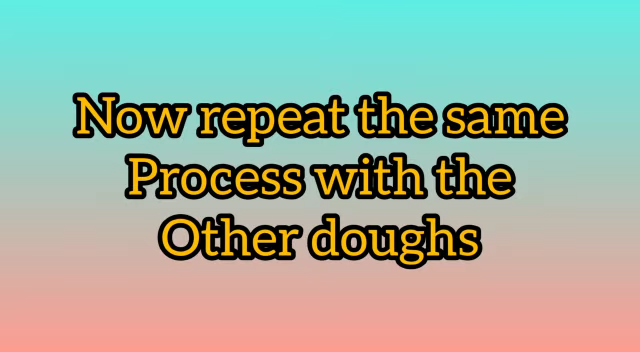 Now repeat the same
Process with the
Other doughs